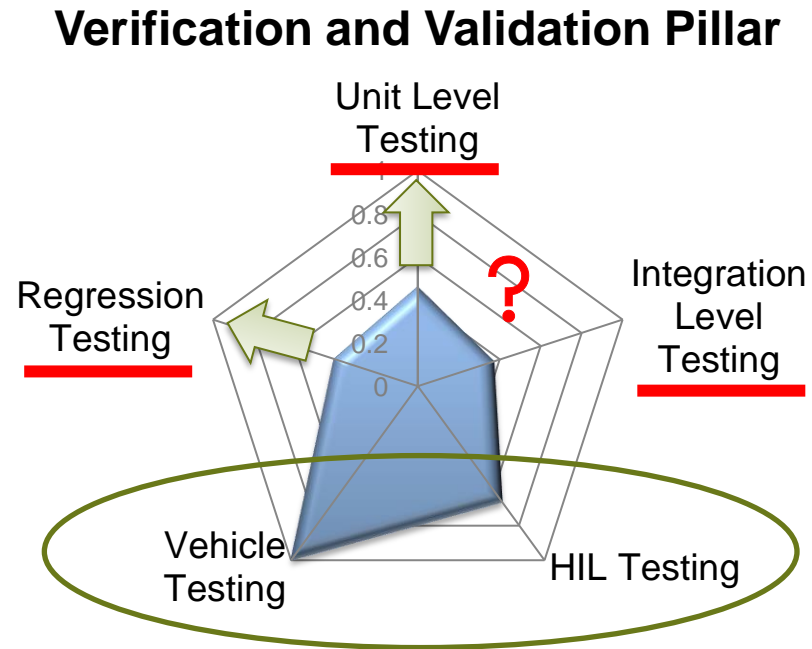 Verification and Validation Pillar
Unit Level
Testing
1
0.8
0.6
0.4
0.2
0
?
Integration
Level
Testing
Regression
Testing
Vehicle
Testing
HIL Testing